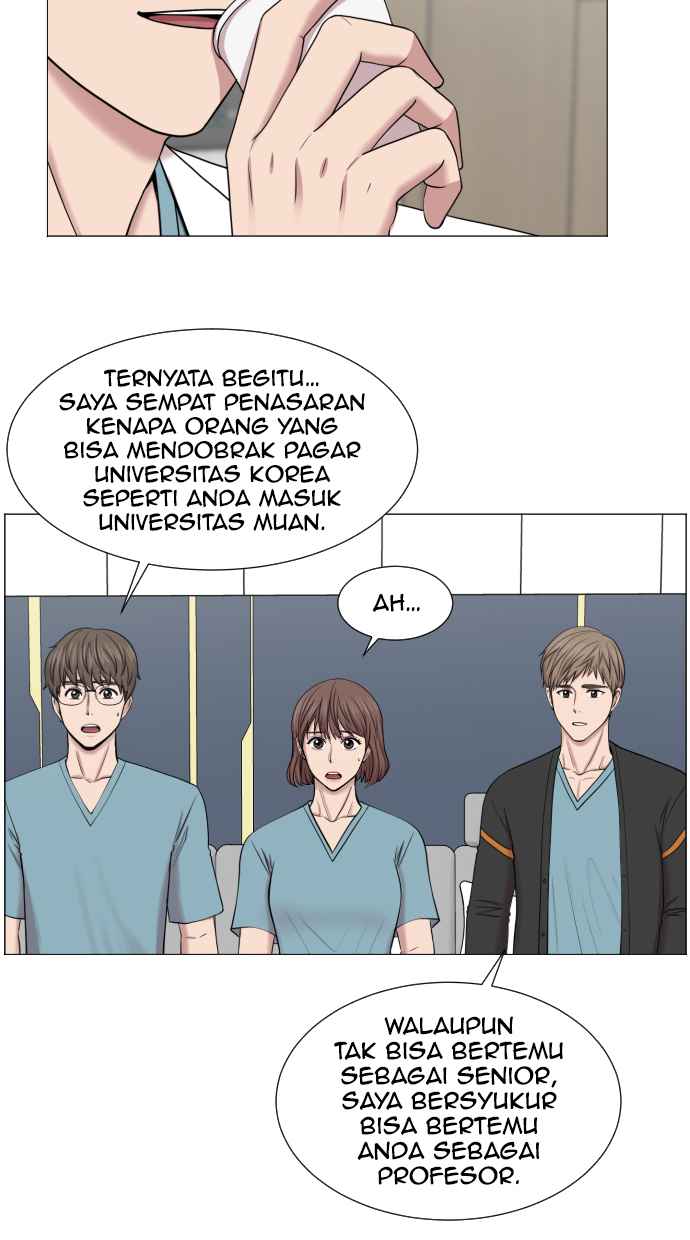 TERNYATA BEGITU...
SAYA SEMPAT PENASARAN
KENAPA ORANG YANG
BISA MENDOBRAK PAGAR
UNIVERSITAS KOREA
SEPERTI ANDA MASUK
UNIVERSITAS MUAN.
AH...
WALAUPUN
TAK BISA BERTEMU
SEBAGAI SENIOR,
SAYA BERSYUKUR
BISA BERTEMU
ANDA SEBAGAI
PROFESOR.